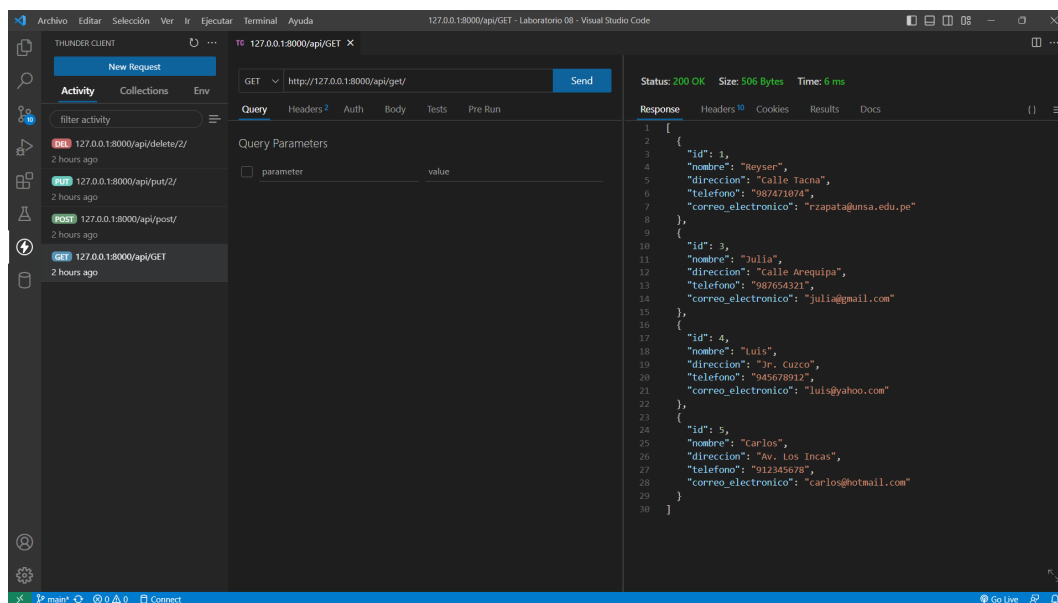 Archivo Editar Selección Ver Ir Ejecutar Terminal Ayuda
127.0.0.1:8000/api/GET - Laboratorio 08 - Visual Studio Code
THUNDER CLIENT
New Request
Activity Collections Env
filter activity
DEL 127.0.0.1:8000/api/delete/2/
2 hours ago
PUT 127.0.0.1:8000/api/put/2/
2 hours ago
POST 127.0.0.1:8000/api/post/
2 hours ago
GET 127.0.0.1:8000/api/GET
2 hours ago
10
TC 127.0.0.1:8000/api/GET
GET http://127.0.0.1:8000/api/get/ Send
Query Headers 2 Auth Body Tests Pre Run
Query Parameters
parameter value
Status: 200 OK Size: 506 Bytes Time: 6 ms
Response Headers 10 Cookies Results Docs {}
1 [
2 {
3 "id": 1,
4 "nombre": "Reyser",
5 "direccion": "Calle Tacna",
6 "telefono": "987471074",
7 "correo_electronico": "rzapata@unsa.edu.pe"
8 },
9 {
10 "id": 3,
11 "nombre": "Julia",
12 "direccion": "Calle Arequipa",
13 "telefono": "987654321",
14 "correo_electronico": "julia@gmail.com"
15 },
16 {
17 "id": 4,
18 "nombre": "Luis",
19 "direccion": "Jr. Cuzco",
20 "telefono": "945678912",
21 "correo_electronico": "luis@yahoo.com"
22 },
23 {
24 "id": 5,
25 "nombre": "Carlos",
26 "direccion": "Av. Los Incas",
27 "telefono": "912345678",
28 "correo_electronico": "carlos@hotmail.com"
29 }
30 ]
main* 0 0 Connect Go Live